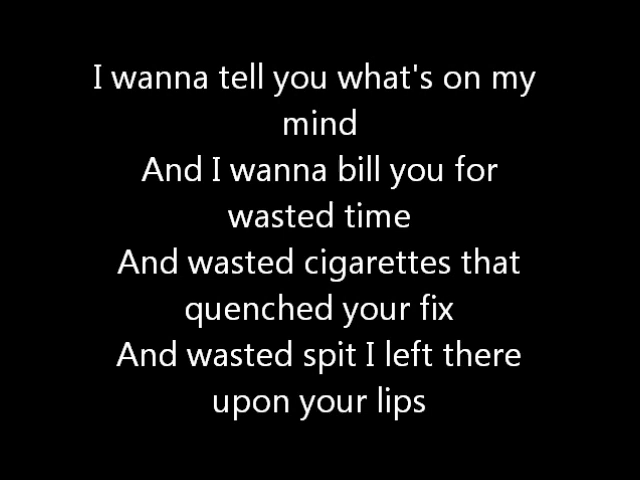 I wanna tell you what's on my
mind
And I wanna bill you for
wasted time
And wasted cigarettes that
quenched your fix
And wasted spit I left there
upon your lips